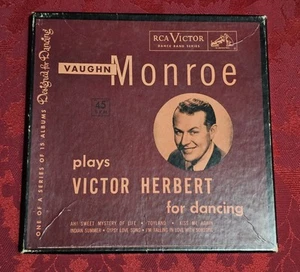 RCA VICTOR
DANCE BAND SERIES
ONE OF A SERIES OF 15 ALBUMS Designed for Dancing
VAUGHN Monroe
45
plays
VICTOR HERBERT
for dancing
AH! SWEET MYSTERY OF LIFE • TOYLAND • KISS ME AGAIN
INDIAN SUMMER • GYPSY LOVE SONG • I'M FALLING IN LOVE WITH SOMEONE